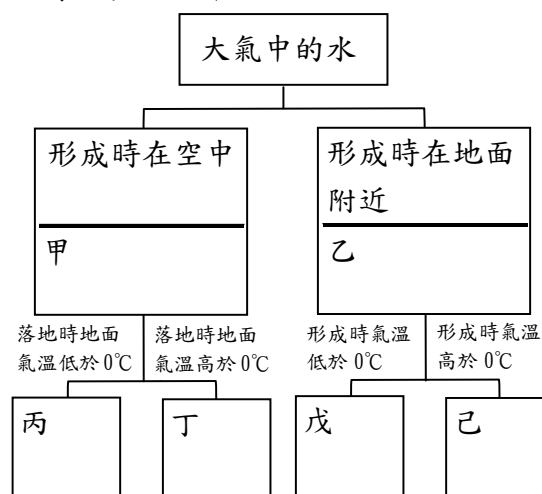 大氣中的水
形成時在空中
甲
形成時在地面
附近
乙
落地時地面
氣溫低於0℃
落地時地面
氣溫高於0℃
形成時氣溫
低於0℃
形成時氣溫
高於0℃
丙
丁
戊
己